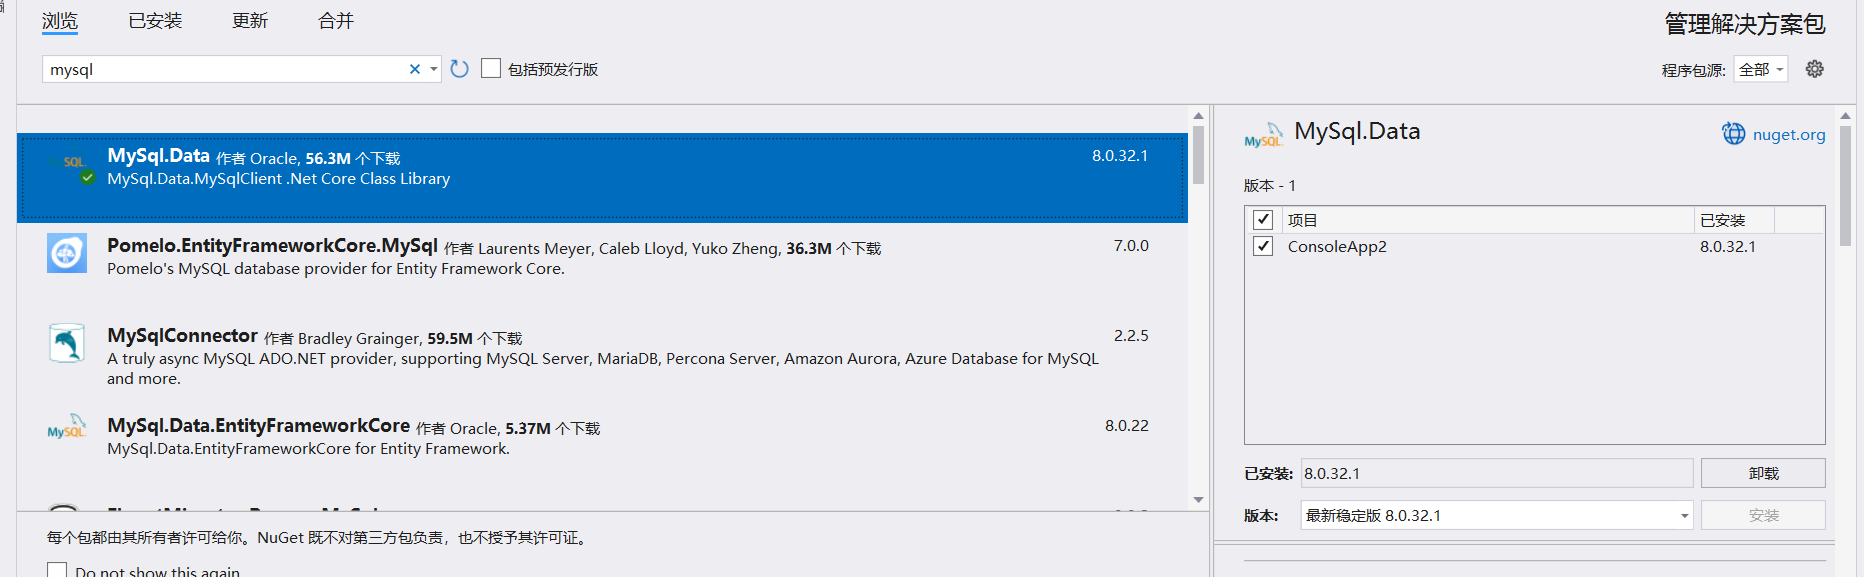 浏览 已安装 更新 合并
管理解决方案包
mysql
包括预发行版
程序包源: 全部
MySql.Data 作者 Oracle, 56.3M 个下载 8.0.32.1
MySql.Data.MySqlClient .Net Core Class Library
Pomelo.EntityFrameworkCore.MySql 作者 Laurents Meyer, Caleb Lloyd, Yuko Zheng, 36.3M 个下载 7.0.0
Pomelo's MySQL database provider for Entity Framework Core.
MySqlConnector 作者 Bradley Grainger, 59.5M 个下载 2.2.5
A truly async MySQL ADO.NET provider, supporting MySQL Server, MariaDB, Percona Server, Amazon Aurora, Azure Database for MySQL
and more.
MySQL
MySql.Data.EntityFrameworkCore 作者 Oracle, 5.37M 个下载 8.0.22
MySql.Data.EntityFrameworkCore for Entity Framework.
每个包都由其所有者许可给你。NuGet 既不对第三方包负责，也不授予其许可证。
Do not show this again
MySQL
MySql.Data
nuget.org
版本 - 1
项目 已安装
ConsoleApp2 8.0.32.1
已安装: 8.0.32.1 卸载
版本: 最新稳定版 8.0.32.1 安装